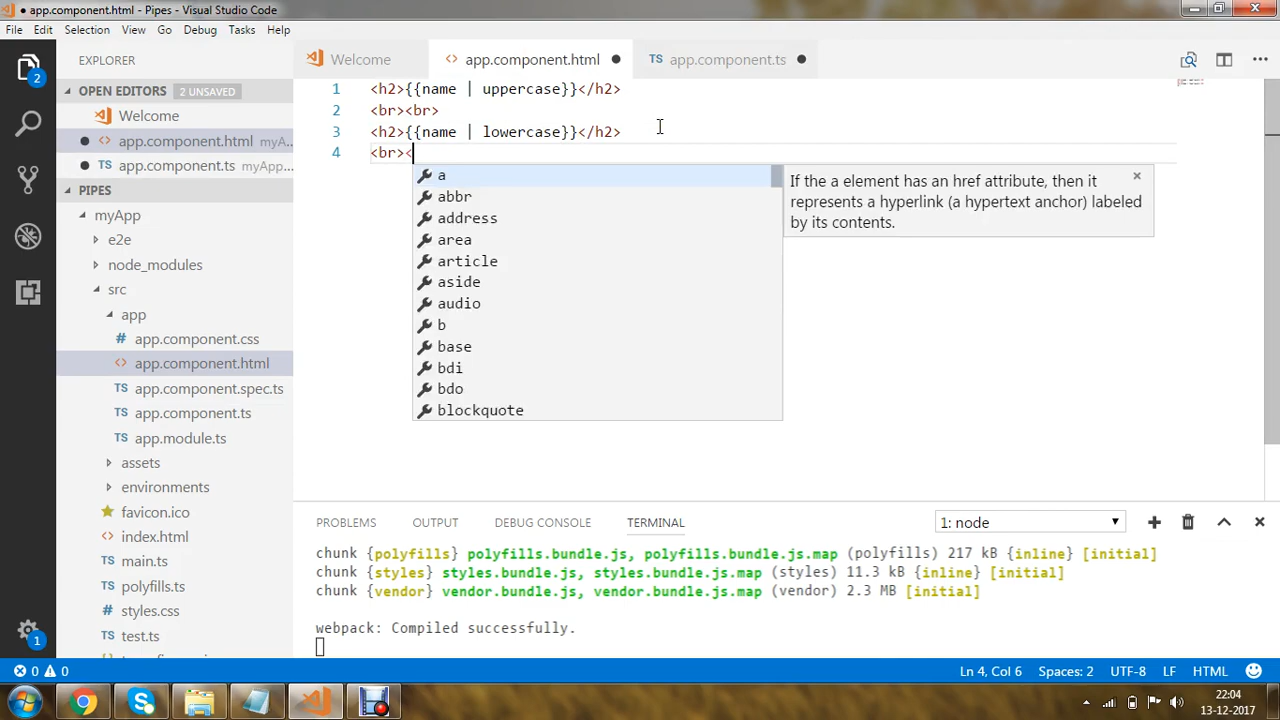 app.component.html - Pipes - Visual Studio Code
File Edit Selection View Go Debug Tasks Help
EXPLORER
OPEN EDITORS 2 UNSAVED
Welcome
app.component.html myA...
app.component.ts myApp...
PIPES
myApp
e2e
node_modules
src
app
app.component.css
app.component.html
app.component.spec.ts
app.component.ts
app.module.ts
assets
environments
favicon.ico
index.html
main.ts
polyfills.ts
styles.css
test.ts
2
1
Welcome
<> app.component.html
TS app.component.ts
1 <h2>{{name | uppercase}}</h2>
2 <br><br>
3 <h2>{{name | lowercase}}</h2>
4 <br><
a
abbr
address
area
article
aside
audio
b
base
bdi
bdo
blockquote
If the a element has an href attribute, then it
represents a hyperlink (a hypertext anchor) labeled
by its contents.
PROBLEMS OUTPUT DEBUG CONSOLE TERMINAL 1: node
chunk {polyfills} polyfills.bundle.js, polyfills.bundle.js.map (polyfills) 217 kB {inline} [initial]
chunk {styles} styles.bundle.js, styles.bundle.js.map (styles) 11.3 kB {inline} [initial]
chunk {vendor} vendor.bundle.js, vendor.bundle.js.map (vendor) 2.3 MB [initial]
webpack: Compiled successfully.
0 0 Ln 4, Col 6 Spaces: 2 UTF-8 LF HTML
22:04
13-12-2017